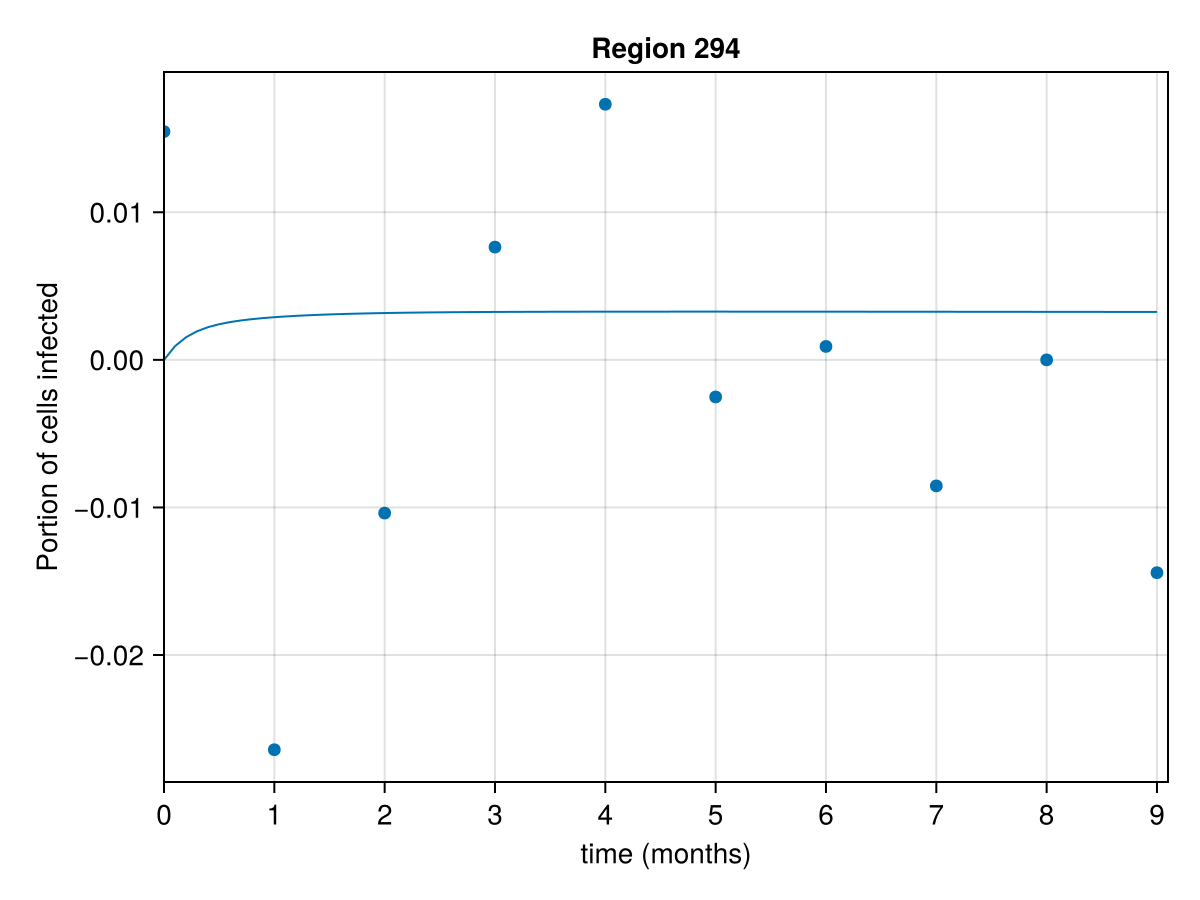 Region 294
Portion of cells infected
0.01
0.00
−0.01
−0.02
0 1 2 3 4 5 6 7 8 9
time (months)